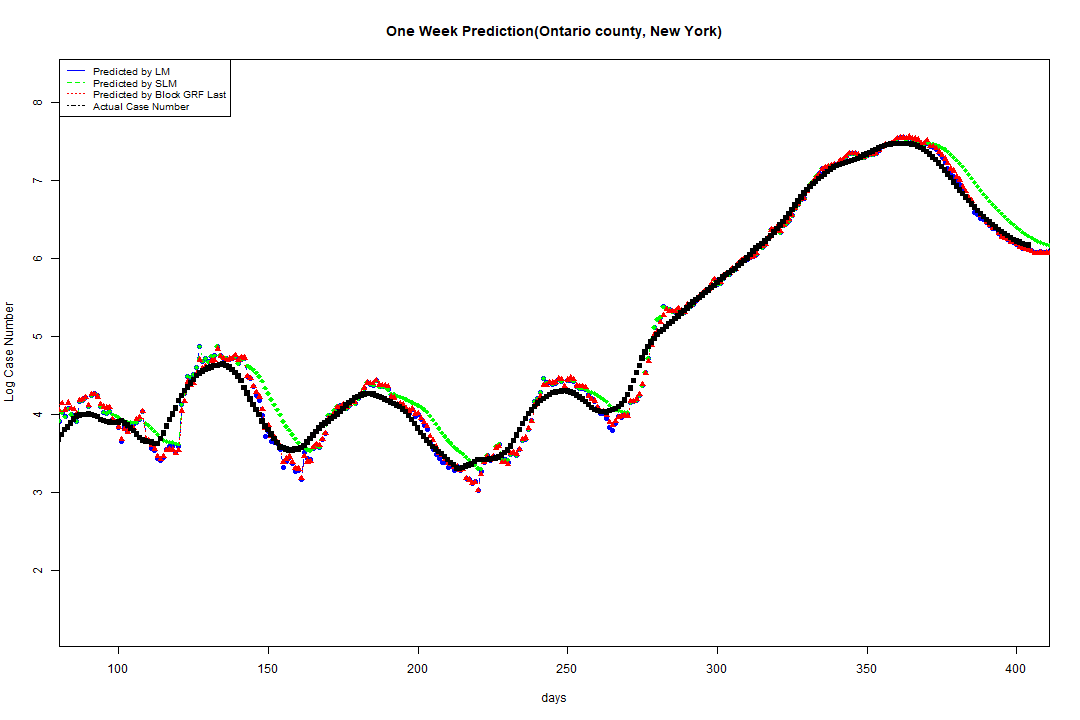 One Week Prediction(Ontario county, New York)
Predicted by LM
Predicted by SLM
Predicted by Block GRF Last
Actual Case Number
Log Case Number
8
7
6
5
4
3
2
100 150 200 250 300 350 400
days